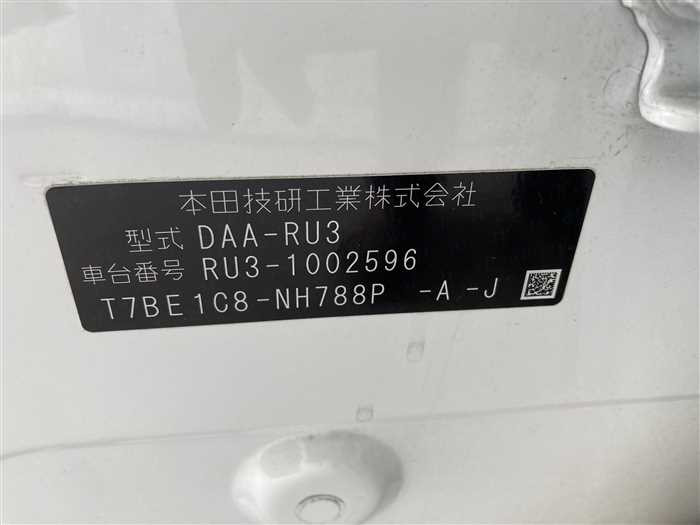 本田技研工業株式会社
型式 DAA-RU3
車台番号 RU3-1002596
T7BE1C8-NH788P -A -J